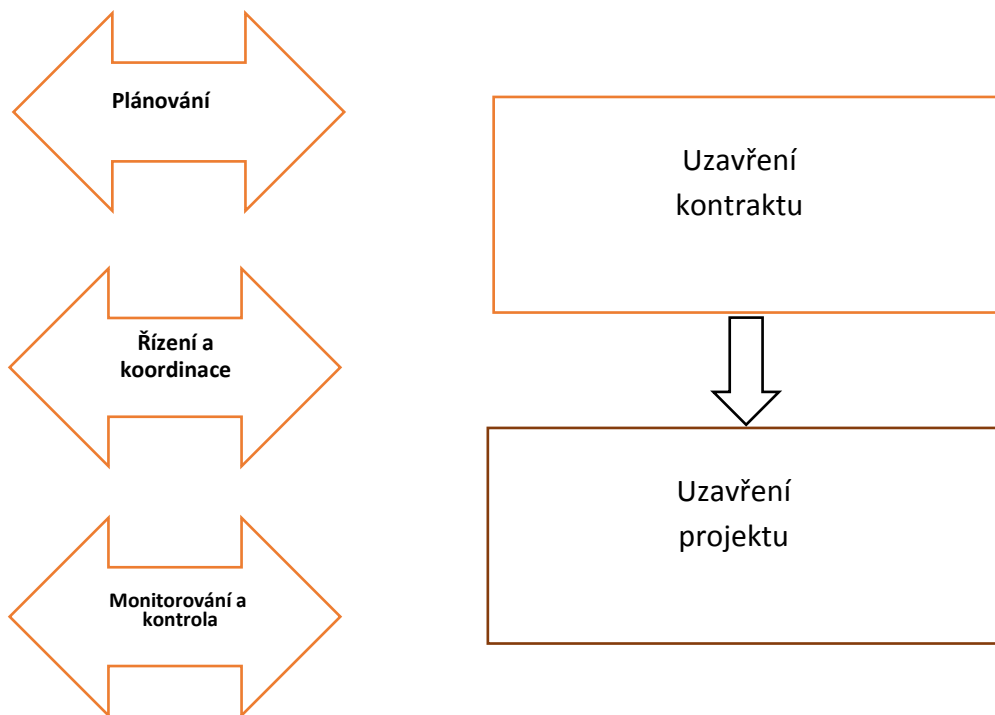 Plánování
Řízení a
koordinace
Monitorování a
kontrola
Uzavření
kontraktu
Uzavření
projektu